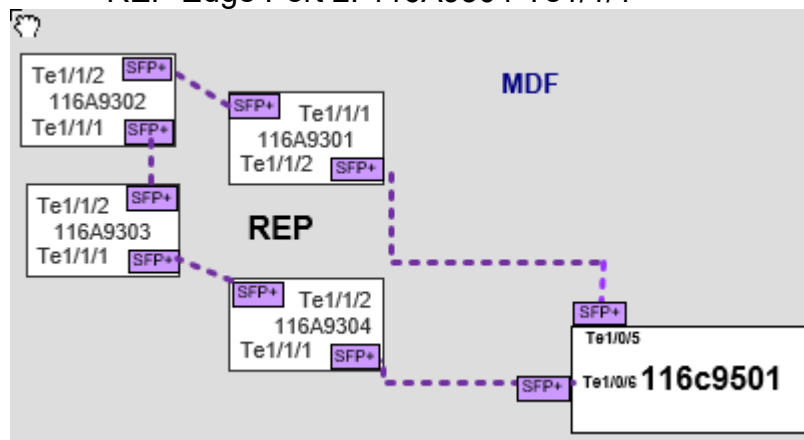 SFP+
Te1/1/2
116A9302
Te1/1/1
SFP+
MDF
SFP+
Te1/1/1
116A9301
Te1/1/2
SFP+
SFP+
Te1/1/2
116A9303
Te1/1/1
SFP+
REP
SFP+
Te1/1/2
116A9304
Te1/1/1
SFP+
SFP+
Te1/0/5
SFP+
Te1/0/6 116c9501